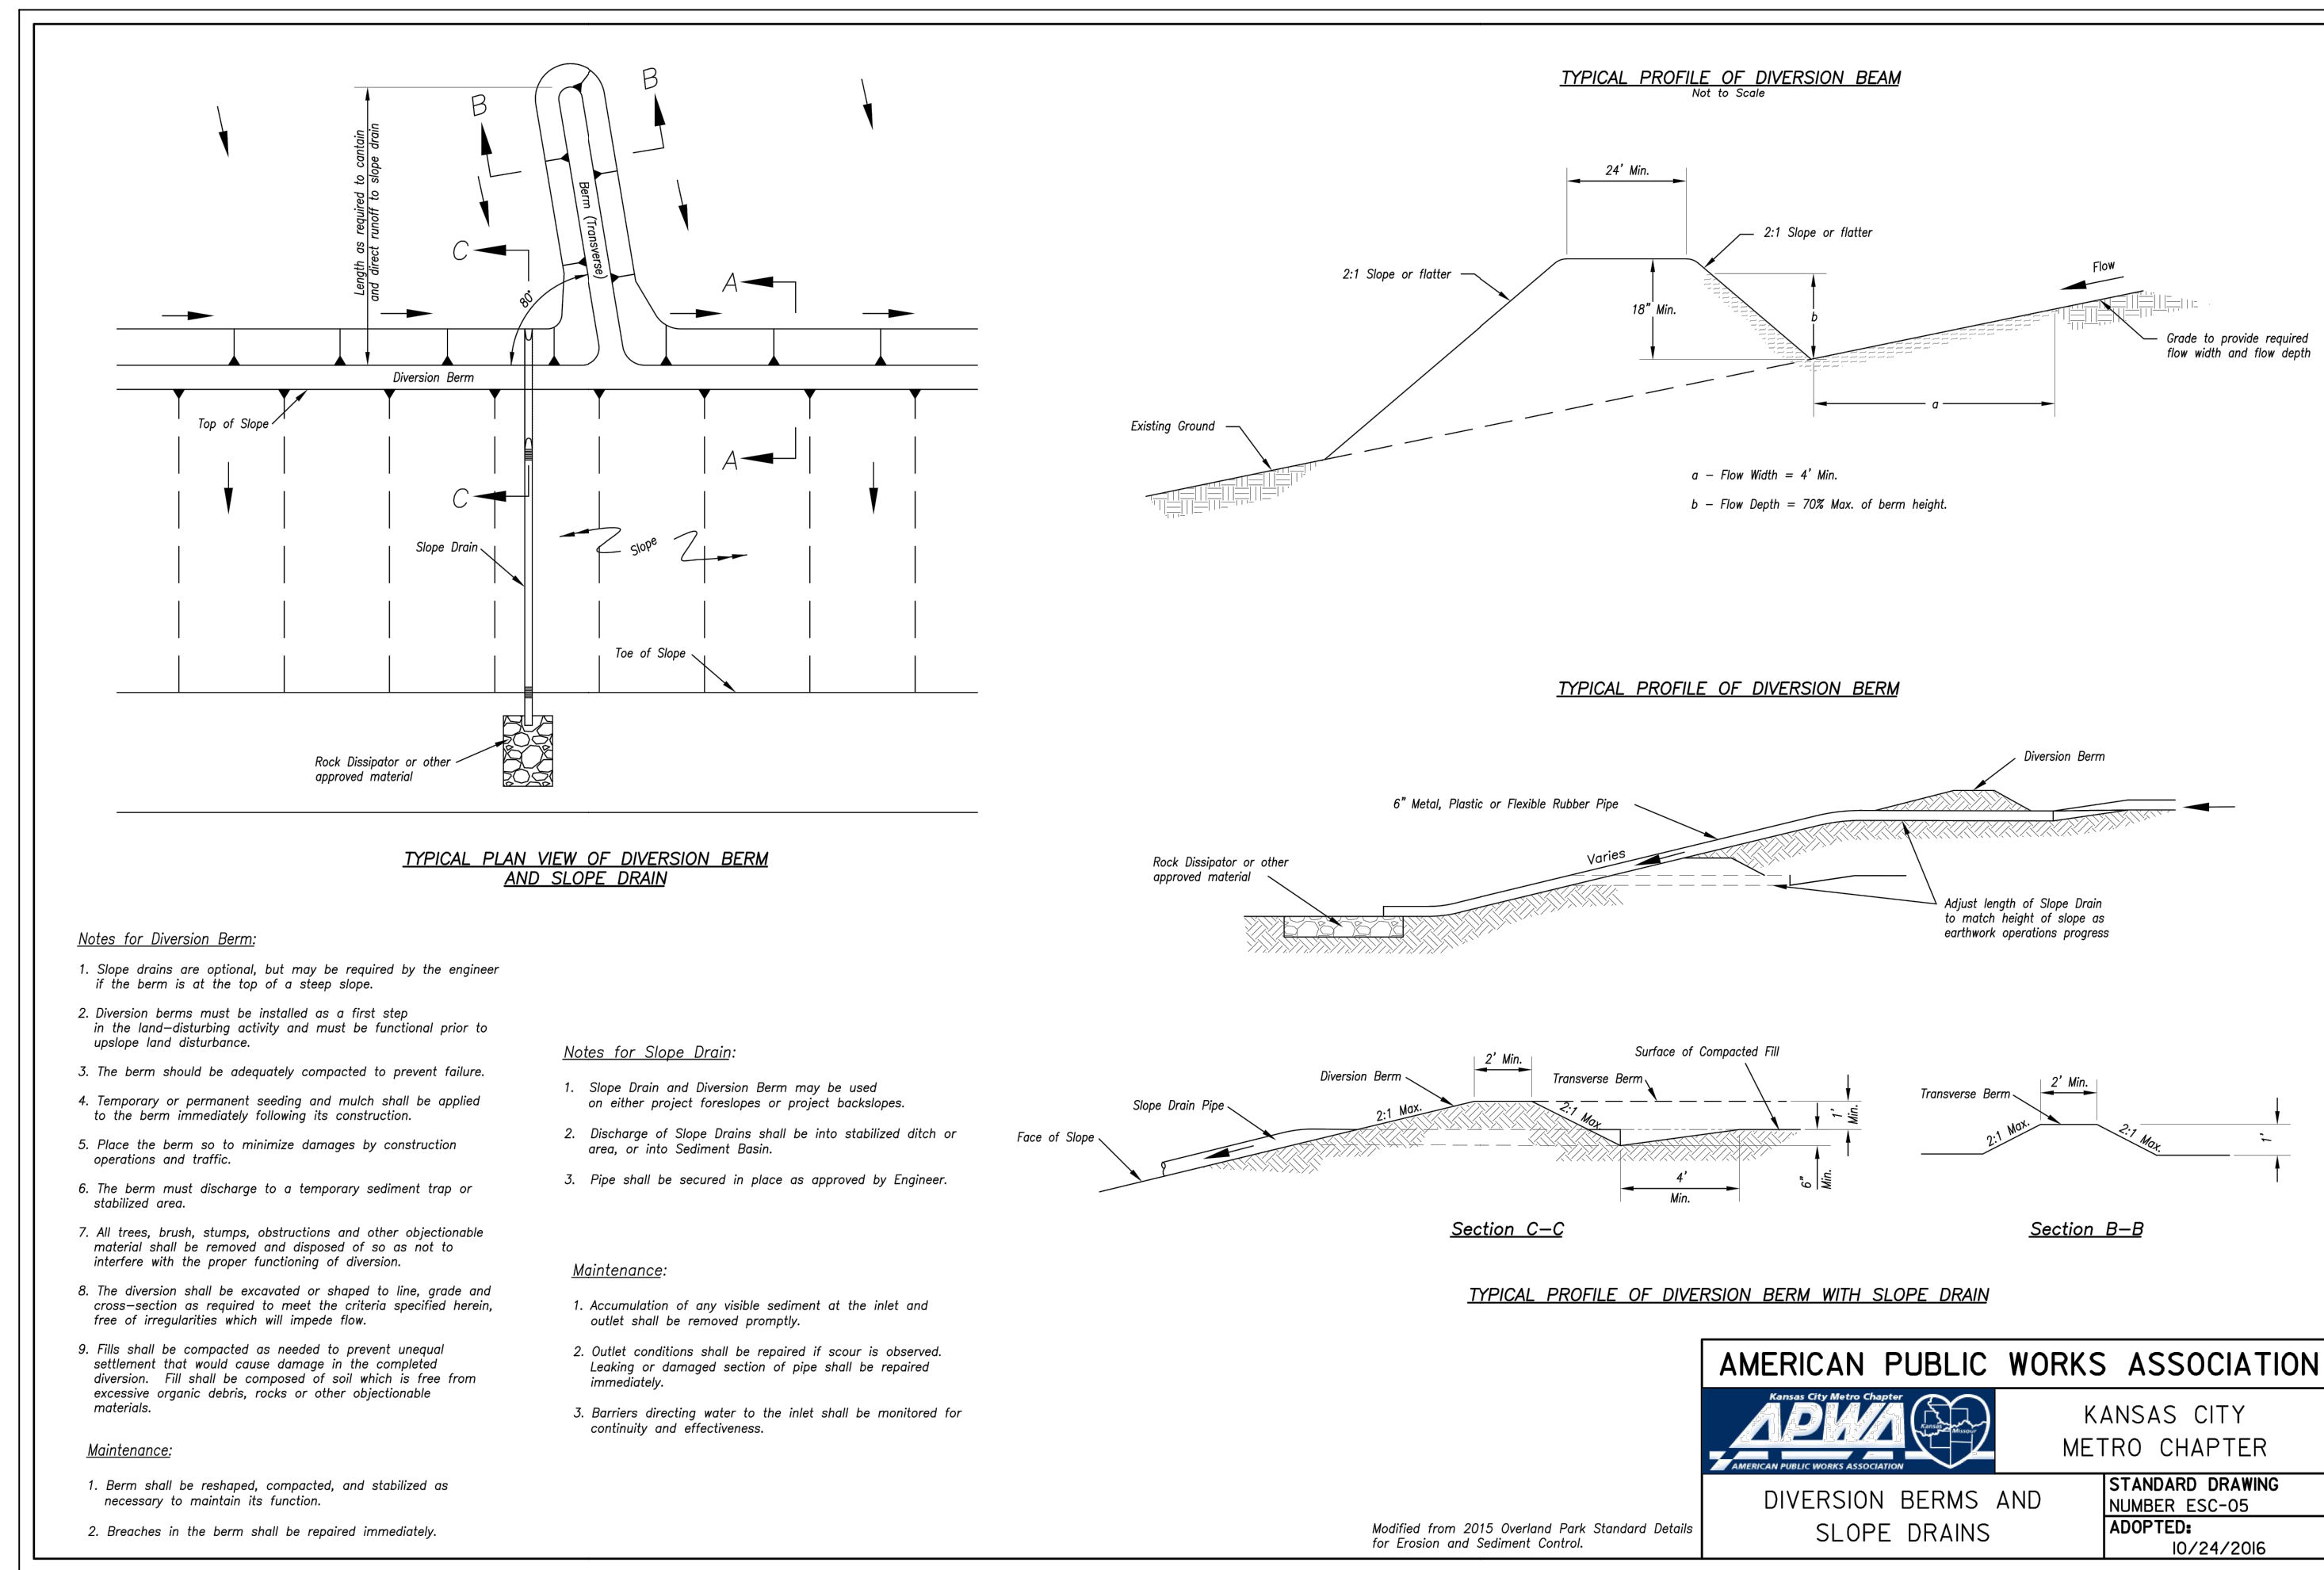 B
B
Length as required to cantain
and direct runoff to slope drain
Berm (Transverse)
C
80°
A
Diversion Berm
Top of Slope
A
C
Slope Drain
Slope
Toe of Slope
Rock Dissipator or other
approved material
TYPICAL PLAN VIEW OF DIVERSION BERM
AND SLOPE DRAIN
Notes for Diversion Berm:
1. Slope drains are optional, but may be required by the engineer
if the berm is at the top of a steep slope.
2. Diversion berms must be installed as a first step
in the land-disturbing activity and must be functional prior to
upslope land disturbance.
3. The berm should be adequately compacted to prevent failure.
4. Temporary or permanent seeding and mulch shall be applied
to the berm immediately following its construction.
5. Place the berm so to minimize damages by construction
operations and traffic.
6. The berm must discharge to a temporary sediment trap or
stabilized area.
7. All trees, brush, stumps, obstructions and other objectionable
material shall be removed and disposed of so as not to
interfere with the proper functioning of diversion.
8. The diversion shall be excavated or shaped to line, grade and
cross-section as required to meet the criteria specified herein,
free of irregularities which will impede flow.
9. Fills shall be compacted as needed to prevent unequal
settlement that would cause damage in the completed
diversion. Fill shall be composed of soil which is free from
excessive organic debris, rocks or other objectionable
materials.
Maintenance:
1. Berm shall be reshaped, compacted, and stabilized as
necessary to maintain its function.
2. Breaches in the berm shall be repaired immediately.
Notes for Slope Drain:
1. Slope Drain and Diversion Berm may be used
on either project foreslopes or project backslopes.
2. Discharge of Slope Drains shall be into stabilized ditch or
area, or into Sediment Basin.
3. Pipe shall be secured in place as approved by Engineer.
Maintenance:
1. Accumulation of any visible sediment at the inlet and
outlet shall be removed promptly.
2. Outlet conditions shall be repaired if scour is observed.
Leaking or damaged section of pipe shall be repaired
immediately.
3. Barriers directing water to the inlet shall be monitored for
continuity and effectiveness.
TYPICAL PROFILE OF DIVERSION BEAM
Not to Scale
24' Min.
2:1 Slope or flatter
2:1 Slope or flatter
Flow
18" Min.
b
Grade to provide required
flow width and flow depth
a
Existing Ground
a - Flow Width = 4' Min.
b - Flow Depth = 70% Max. of berm height.
TYPICAL PROFILE OF DIVERSION BERM
Diversion Berm
6" Metal, Plastic or Flexible Rubber Pipe
Varies
Rock Dissipator or other
approved material
Adjust length of Slope Drain
to match height of slope as
earthwork operations progress
2' Min.
Surface of Compacted Fill
Diversion Berm
Transverse Berm
Slope Drain Pipe
2:1 Max.
2:1 Max.
1'
Min.
Face of Slope
4'
Min.
6"
Min.
Section C-C
2' Min.
Transverse Berm
2:1 Max.
2:1 Max.
1'
Section B-B
TYPICAL PROFILE OF DIVERSION BERM WITH SLOPE DRAIN
AMERICAN PUBLIC WORKS ASSOCIATION
Kansas City Metro Chapter
APWA
Kansas
Missouri
AMERICAN PUBLIC WORKS ASSOCIATION
KANSAS CITY
METRO CHAPTER
DIVERSION BERMS AND
SLOPE DRAINS
STANDARD DRAWING
NUMBER ESC-05
ADOPTED:
10/24/2016
Modified from 2015 Overland Park Standard Details
for Erosion and Sediment Control.